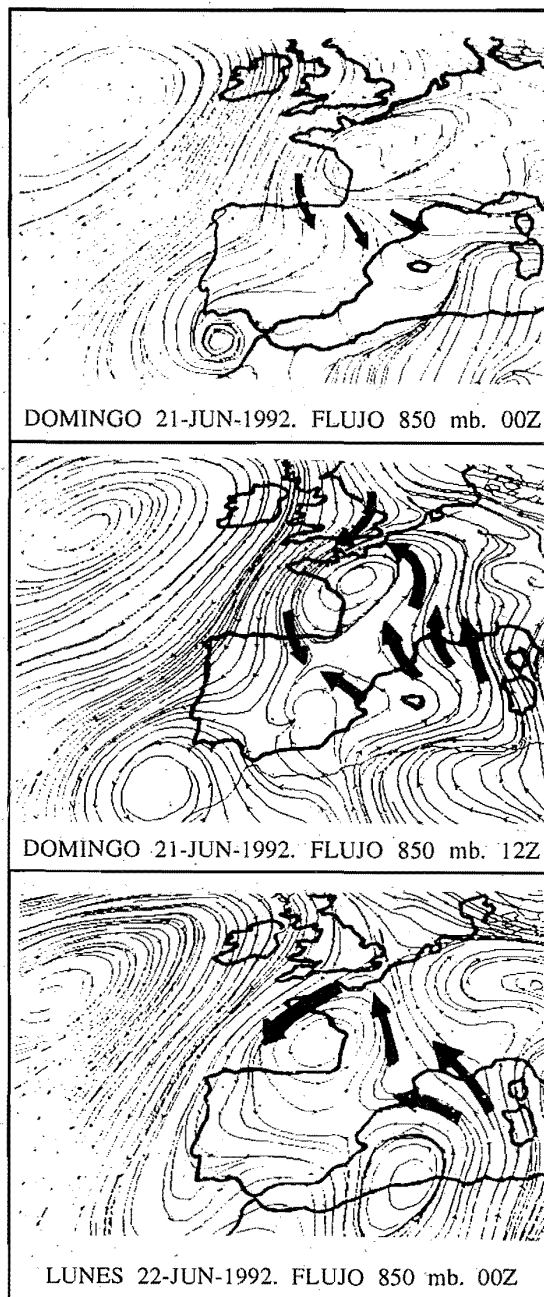 DOMINGO 21-JUN-1992. FLUJO 850 mb. 00Z
DOMINGO 21-JUN-1992. FLUJO 850 mb. 12Z
LUNES 22-JUN-1992. FLUJO 850 mb. 00Z